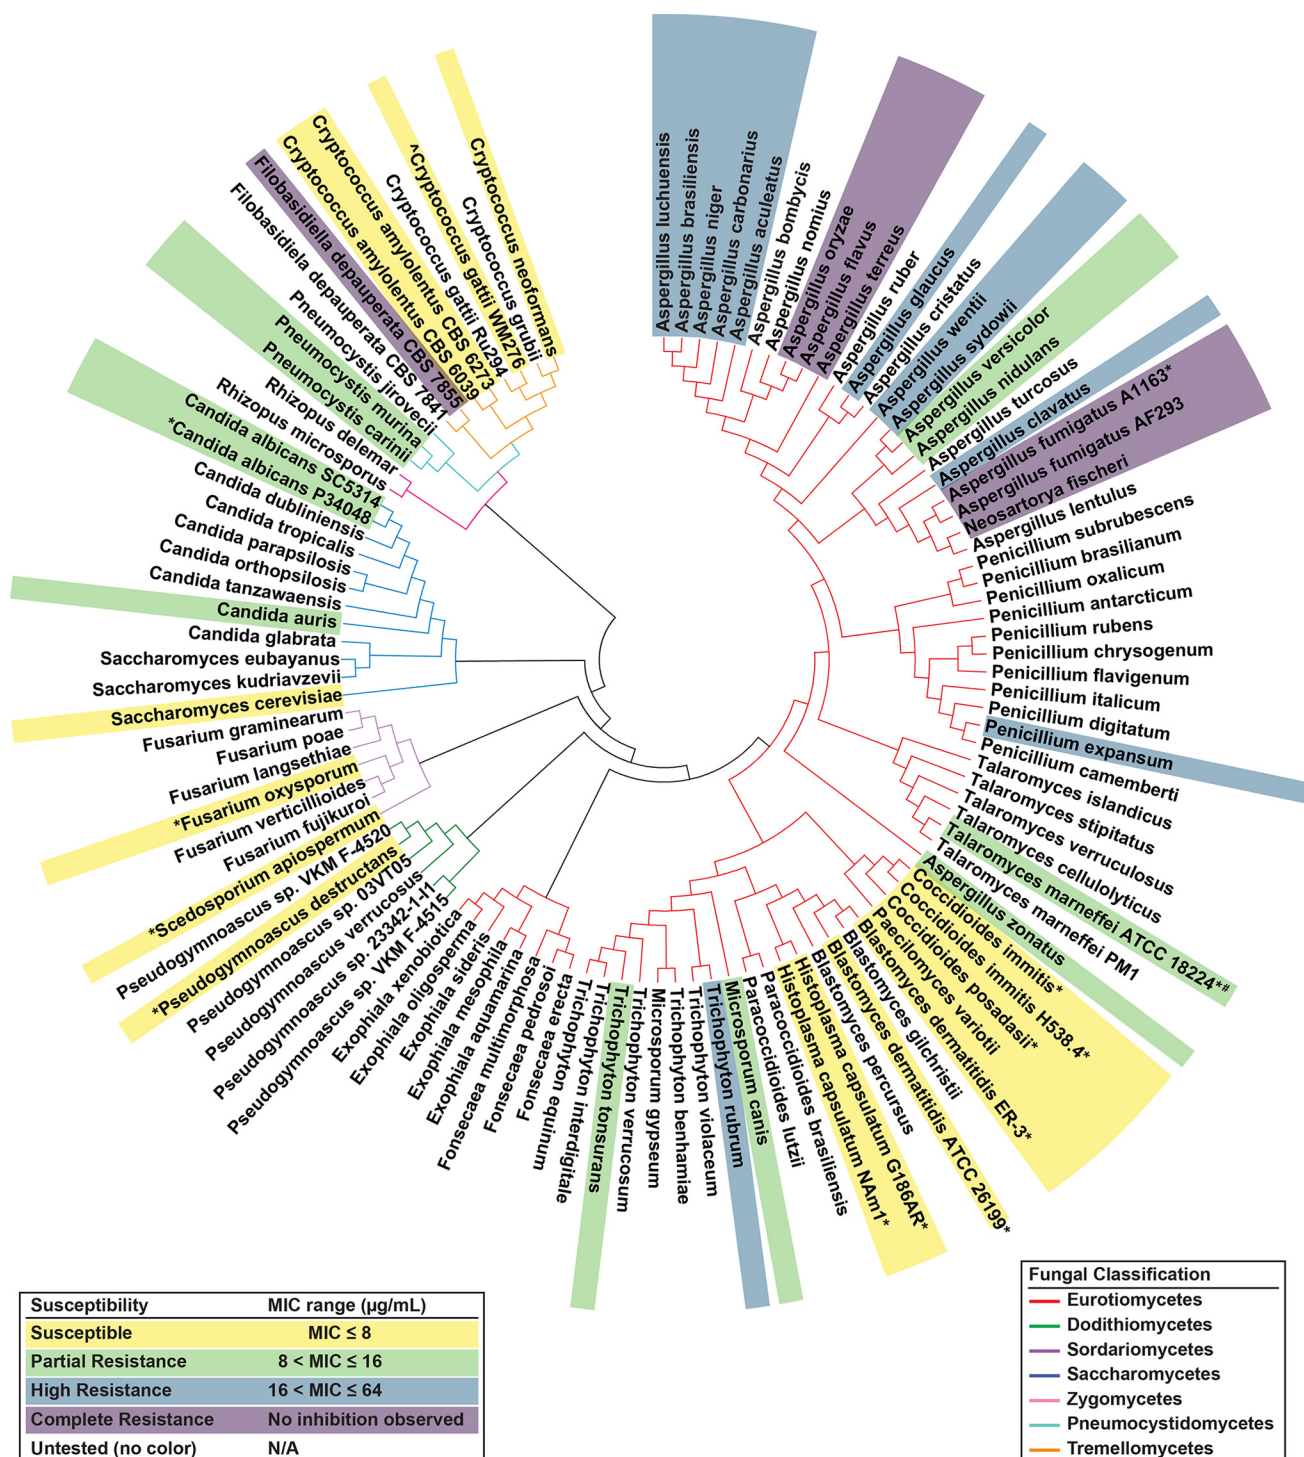 Aspergillus luchuensis
Aspergillus brasiliensis
Aspergillus niger
Aspergillus carbonarius
Aspergillus aculeatus
Aspergillus bombycis
Aspergillus nomius
Aspergillus oryzae
Aspergillus flavus
Aspergillus terreus
Aspergillus ruber
Aspergillus glaucus
Aspergillus cristatus
Aspergillus wentii
Aspergillus sydowii
Aspergillus versicolor
Aspergillus nidulans
Aspergillus turcosus
Aspergillus clavatus
Aspergillus fumigatus A1163*
Aspergillus fumigatus AF293
Neosartorya fischeri
Aspergillus lentulus
Penicillium subrubescens
Penicillium brasilianum
Penicillium oxalicum
Penicillium antarcticum
Penicillium rubens
Penicillium chrysogenum
Penicillium flavigenum
Penicillium italicum
Penicillium digitatum
Penicillium expansum
Penicillium camemberti
Talaromyces islandicus
Talaromyces stipitatus
Talaromyces verruculosus
Talaromyces cellulolyticus
Talaromyces marneffei ATCC 18224*#
Talaromyces marneffei PM1
Aspergillus zonatus
Coccidioides immitis*
Coccidioides immitis H538.4*
Coccidioides posadasii*
Paecilomyces variotii
Blastomyces dermatitidis ER-3*
Blastomyces gilchristii
Blastomyces dermatitidis ATCC 26199*
Blastomyces percursus
Histoplasma capsulatum G186AR*
Histoplasma capsulatum NAm1*
Paracoccidioides brasiliensis
Paracoccidioides lutzii
Microsporum canis
Trichophyton rubrum
Trichophyton violaceum
Trichophyton benhamiae
Microsporum gypseum
Trichophyton verrucosum
Trichophyton tonsurans
Trichophyton interdigitale
Trichophyton equinum
Fonsecaea erecta
Fonsecaea pedrosoi
Fonsecaea multimorphosa
Exophiala aquamarina
Exophiala mesophila
Exophiala sideris
Exophiala oligosperma
Exophiala xenobiotica
Pseudogymnoascus sp. VKM F-4515
Pseudogymnoascus sp. 23342-1-I1
Pseudogymnoascus verrucosus
Pseudogymnoascus sp. 03VT05
*Pseudogymnoascus destructans
Pseudogymnoascus sp. VKM F-4520
*Scedosporium apiospermum
Fusarium fujikuroi
Fusarium verticillioides
*Fusarium oxysporum
Fusarium langsethiae
Fusarium poae
Fusarium graminearum
Saccharomyces cerevisiae
Saccharomyces kudriavzevii
Saccharomyces eubayanus
Candida glabrata
Candida auris
Candida tanzawaensis
Candida orthopsilosis
Candida parapsilosis
Candida tropicalis
Candida dubliniensis
*Candida albicans P34048
Candida albicans SC5314
Rhizopus microsporus
Rhizopus delemar
Pneumocystis carinii
Pneumocystis murina
Pneumocystis jirovecii
Filobasidiela depauperata CBS 7841
Filobasidiella depauperata CBS 7855
Cryptococcus amylolentus CBS 6039
Cryptococcus amylolentus CBS 6273
Cryptococcus gattii Ru294
^Cryptococcus gattii WM276
Cryptococcus grubii
Cryptococcus neoformans
Susceptibility MIC range (µg/mL)
Susceptible MIC ≤ 8
Partial Resistance 8 < MIC ≤ 16
High Resistance 16 < MIC ≤ 64
Complete Resistance No inhibition observed
Untested (no color) N/A
Fungal Classification
Eurotiomycetes
Dodithiomycetes
Sordariomycetes
Saccharomycetes
Zygomycetes
Pneumocystidomycetes
Tremellomycetes